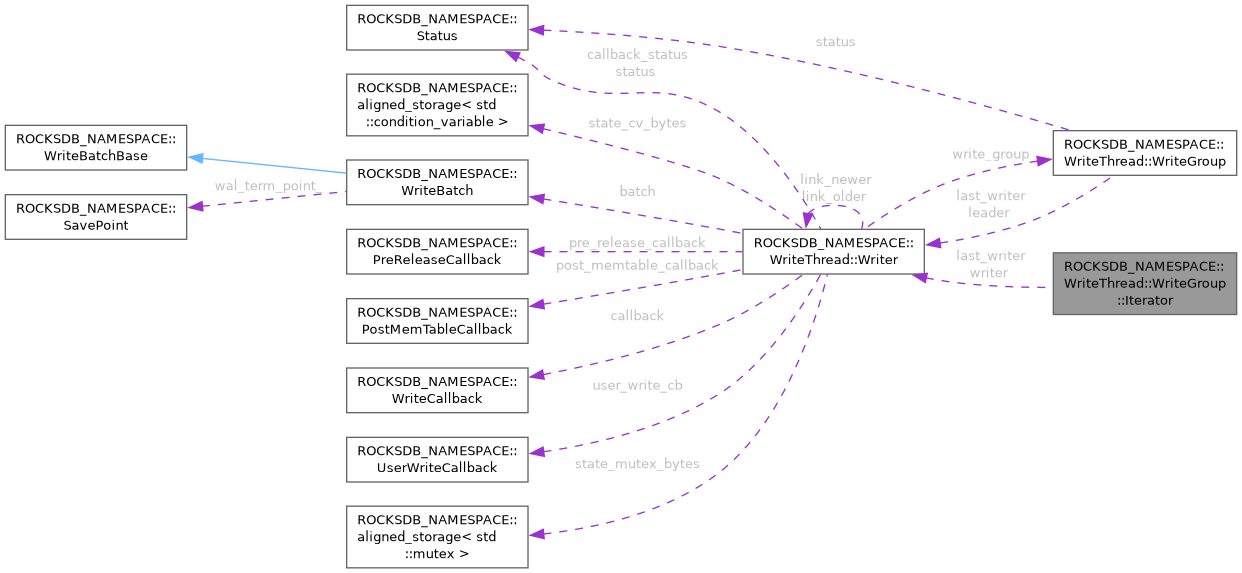 ROCKSDB_NAMESPACE::
Status
status
callback_status
status
ROCKSDB_NAMESPACE::
aligned_storage< std
::condition_variable >
state_cv_bytes
ROCKSDB_NAMESPACE::
WriteBatchBase
ROCKSDB_NAMESPACE::
WriteThread::WriteGroup
write_group
ROCKSDB_NAMESPACE::
WriteBatch
wal_term_point_
batch
link_newer
link_older
last_writer
leader
ROCKSDB_NAMESPACE::
SavePoint
ROCKSDB_NAMESPACE::
PreReleaseCallback
pre_release_callback
ROCKSDB_NAMESPACE::
WriteThread::Writer
post_memtable_callback
last_writer
writer
ROCKSDB_NAMESPACE::
WriteThread::WriteGroup
::Iterator
ROCKSDB_NAMESPACE::
PostMemTableCallback
callback
ROCKSDB_NAMESPACE::
WriteCallback
user_write_cb
ROCKSDB_NAMESPACE::
UserWriteCallback
state_mutex_bytes
ROCKSDB_NAMESPACE::
aligned_storage< std
::mutex >